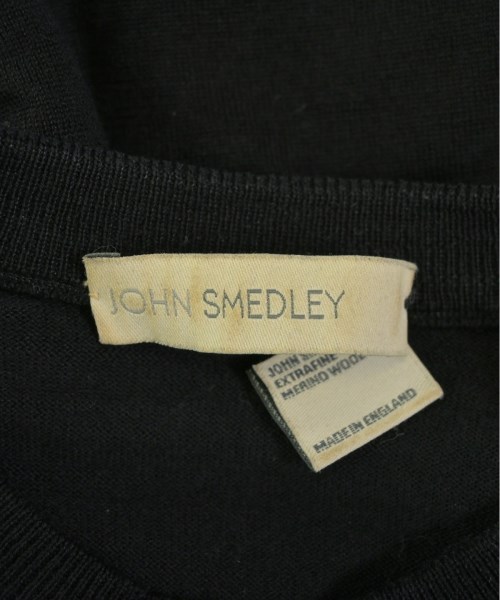 JOHN SMEDLEY
JOHN
EXTRAFINE
MERINO WOOL
MADE IN ENGLAND